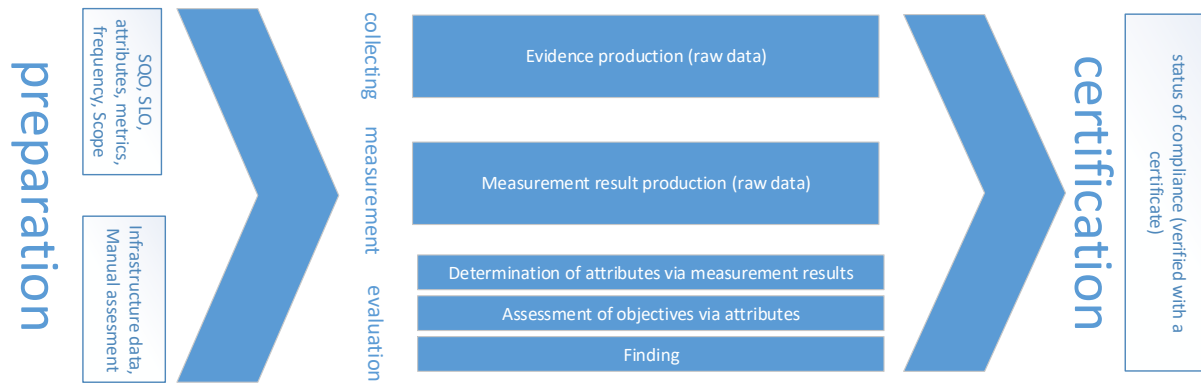 preparation
SQO, SLO,
attributes, metrics,
frequency, Scope
Infrastructure data,
Manual assesment
collecting
Evidence production (raw data)
measurement
Measurement result production (raw data)
evaluation
Determination of attributes via measurement results
Assessment of objectives via attributes
Finding
certification
status of compliance (verified with a
certificate)